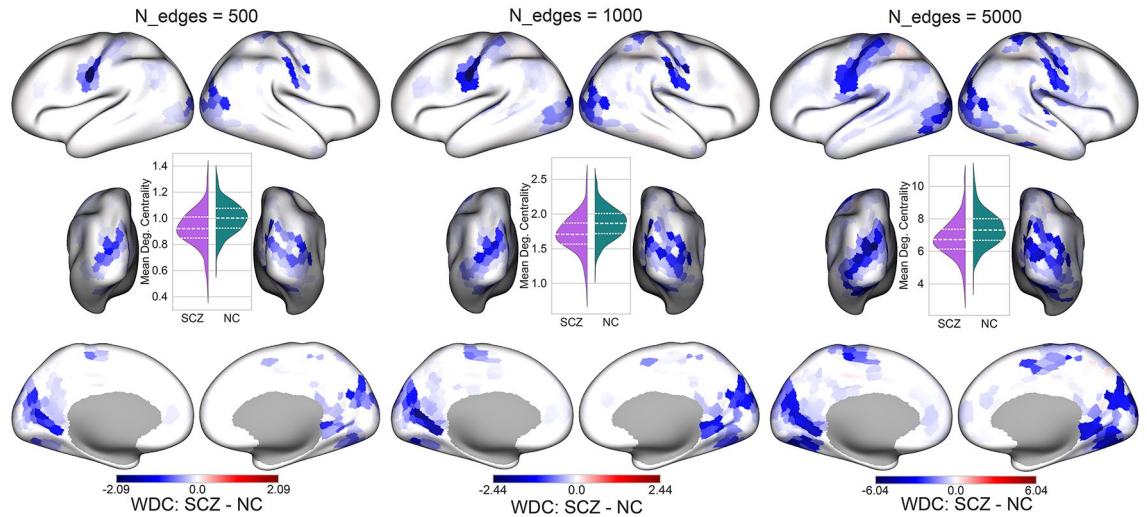 N_edges = 500
N_edges = 1000
N_edges = 5000
Mean Deg. Centrality
1.4
1.2
1.0
0.8
0.6
0.4
SCZ NC
Mean Deg. Centrality
2.5
2.0
1.5
1.0
SCZ NC
Mean Deg. Centrality
10
8
6
4
SCZ NC
-2.09 0.0 2.09
WDC: SCZ - NC
-2.44 0.0 2.44
WDC: SCZ - NC
-6.04 0.0 6.04
WDC: SCZ - NC